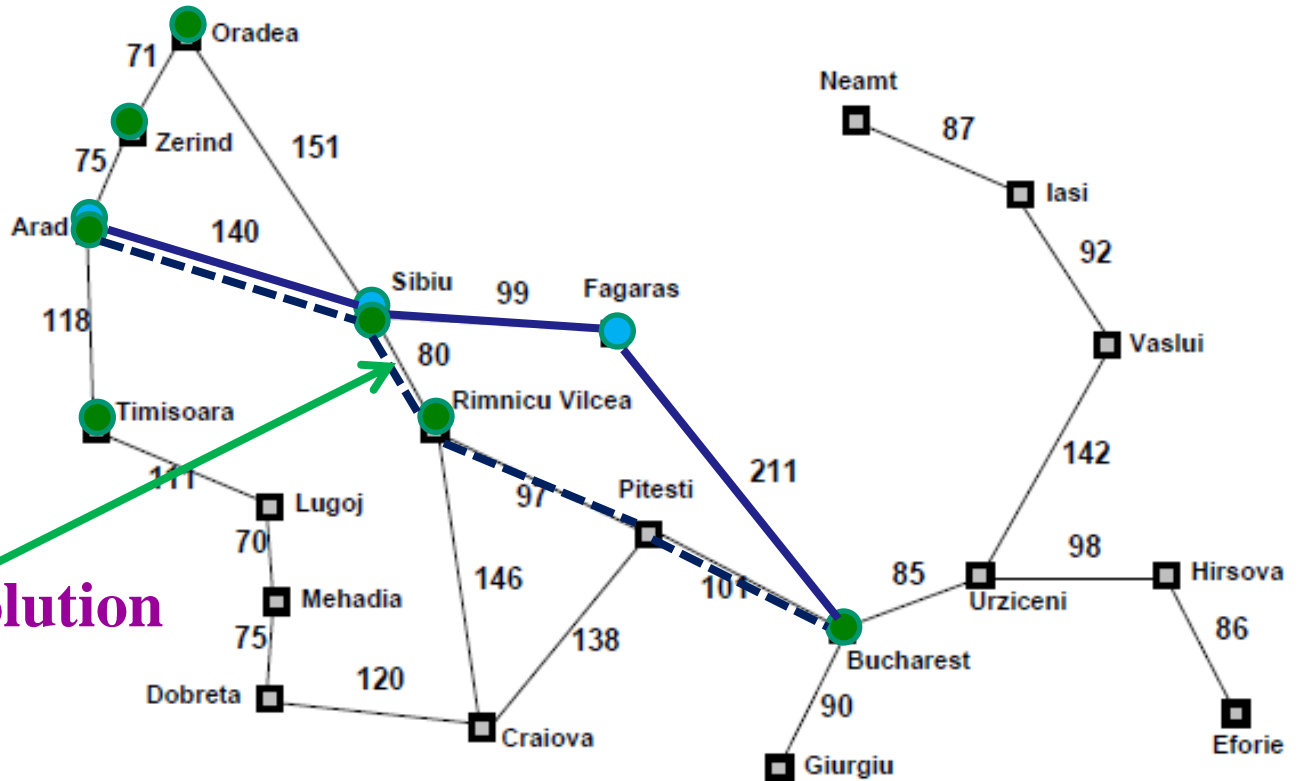 Oradea
71
Neamt
87
Zerind
151
75
Iasi
Arad
140
92
Sibiu
99
Fagaras
118
80
Vaslui
Rimnicu Vilcea
Timisoara
142
211
111
97
Pitesti
Lugoj
70
98
146
101
85
Hirsova
Mehadia
Urziceni
olution
75
138
86
Bucharest
120
Dobreta
90
Craiova
Eforie
Giurgiu